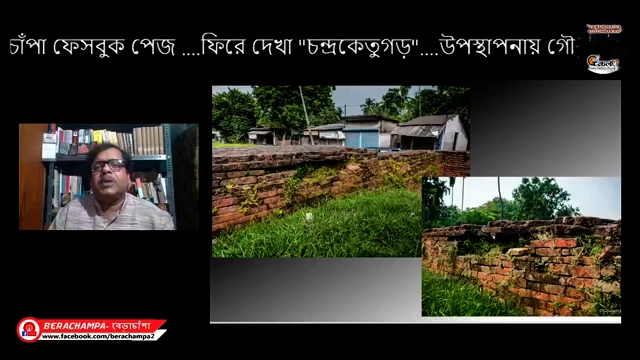 চাঁপা ফেসবুক পেজ ....ফিরে দেখা "চন্দ্রকেতুগড়"....উপস্থাপনায় গৌ
BERACHAMPA- বেড়াচাঁপা
www.facebook.com/berachampa2